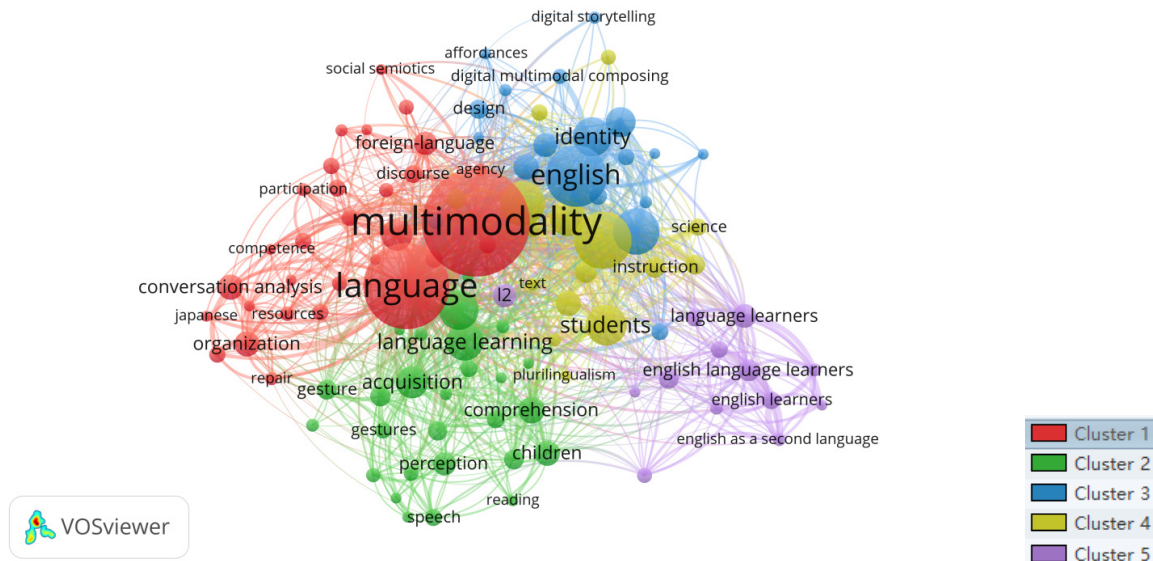 digital storytelling
affordances
social semiotics
digital multimodal composing
design
foreign-language
identity
discourse
agency
english
participation
multimodality
science
competence
instruction
conversation analysis
language
text
l2
japanese
resources
language learners
students
organization
language learning
english language learners
repair
gesture
acquisition
plurilingualism
english learners
comprehension
gestures
english as a second language
children
perception
reading
speech
VOSviewer
Cluster 1
Cluster 2
Cluster 3
Cluster 4
Cluster 5